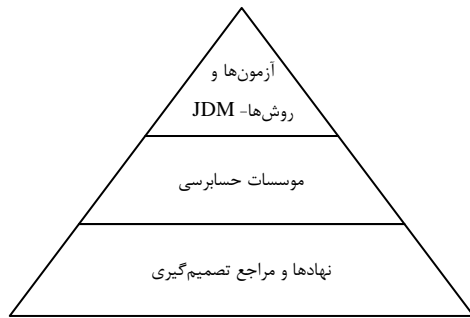 آزمون‌ها و
روش‌ها- JDM
موسسات حسابرسی
نهادها و مراجع تصمیم‌گیری